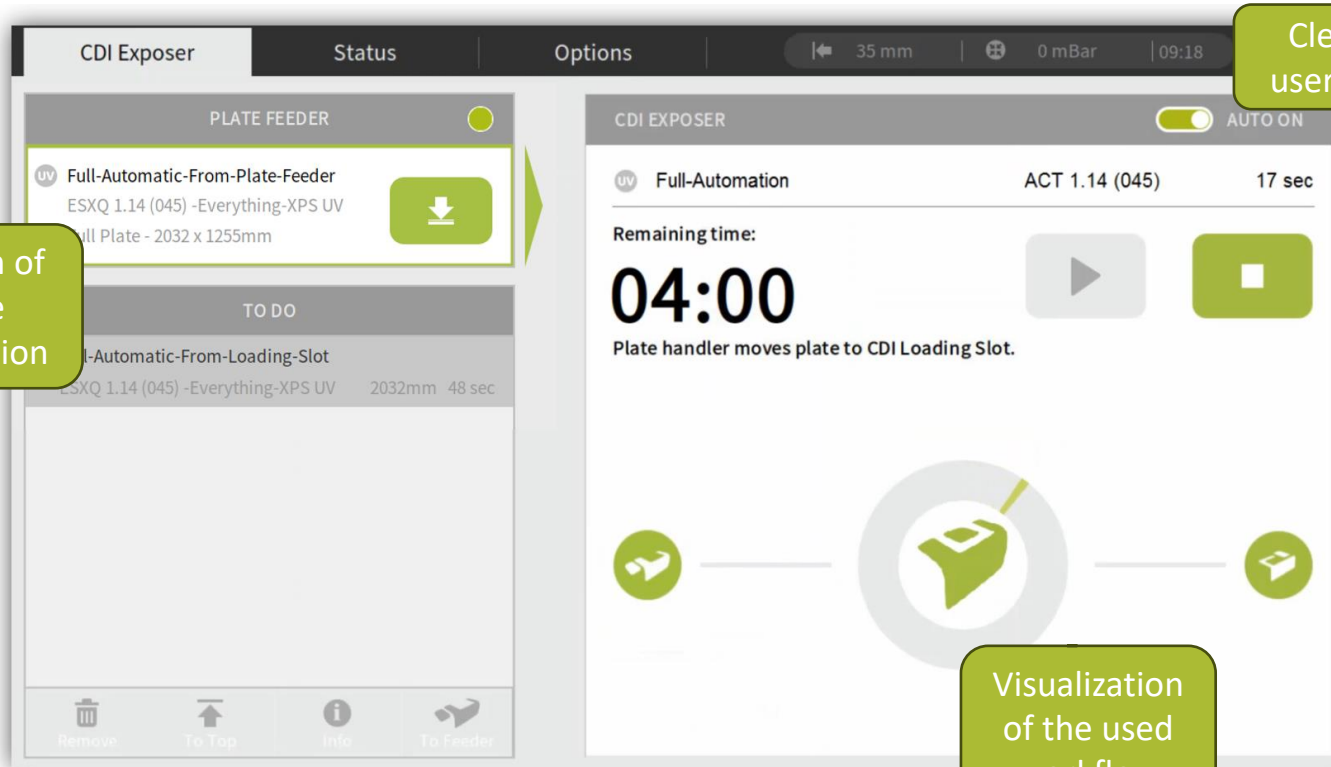 CDI Exposer
Status
Options
35 mm
0 mBar
09:18
Cle
user
PLATE FEEDER
UV Full-Automatic-From-Plate-Feeder
ESXQ 1.14 (045) -Everything-XPS UV
Plate - 2032 x 1255mm
of
TO DO
-Automatic-From-Loading-Slot
ESXQ 1.14 (045) -Everything-XPS UV 2032mm 48 sec
Remove
To Top
Info
To Feeder
CDI EXPOSER
AUTO ON
UV Full-Automation ACT 1.14 (045) 17 sec
Remaining time:
04:00
Plate handler moves plate to CDI Loading Slot.
Visualization
of the used